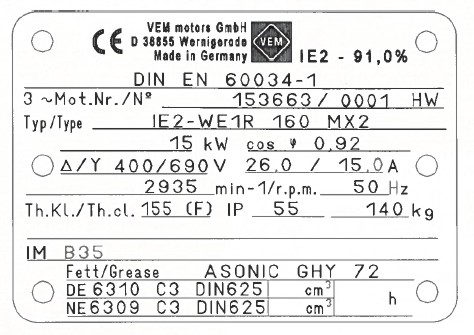 CE VEM motors GmbH
D 38855 Wernigerode
Made in Germany
VEM
IE2 - 91,0%
DIN EN 60034-1
3 ~Mot.Nr./Nº 153663/0001 HW
Typ/Type IE2-WE1R 160 MX2
15 kW cos φ 0,92
Δ/Y 400/690 V 26,0 / 15,0 A
2935 min-1/r.p.m. 50 Hz
Th.Kl./Th.cl. 155 (F) IP 55 140 kg
IM B35
Fett/Grease ASONIC GHY 72
DE 6310 C3 DIN625 cm³ h
NE 6309 C3 DIN625 cm³